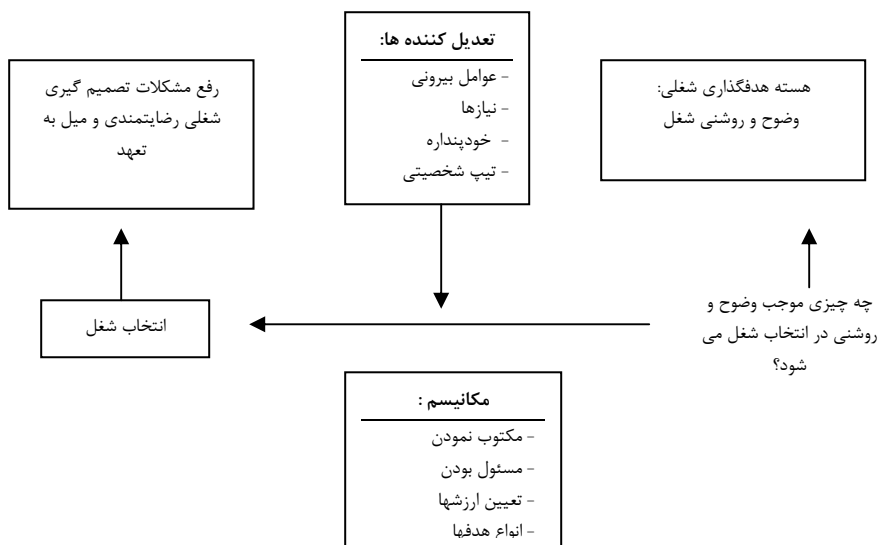 هسته هدفگذاری شغلی:
وضوح و روشنی شغل
تعدیل کننده ها:
- عوامل بیرونی
- نیازها
- خودپنداره
- تیپ شخصیتی
رفع مشکلات تصمیم گیری
شغلی رضایتمندی و میل به
تعهد
چه چیزی موجب وضوح و
روشنی در انتخاب شغل می
شود؟
انتخاب شغل
مکانیسم :
- مکتوب نمودن
- مسئول بودن
- تعیین ارزشها
- انواع هدفها